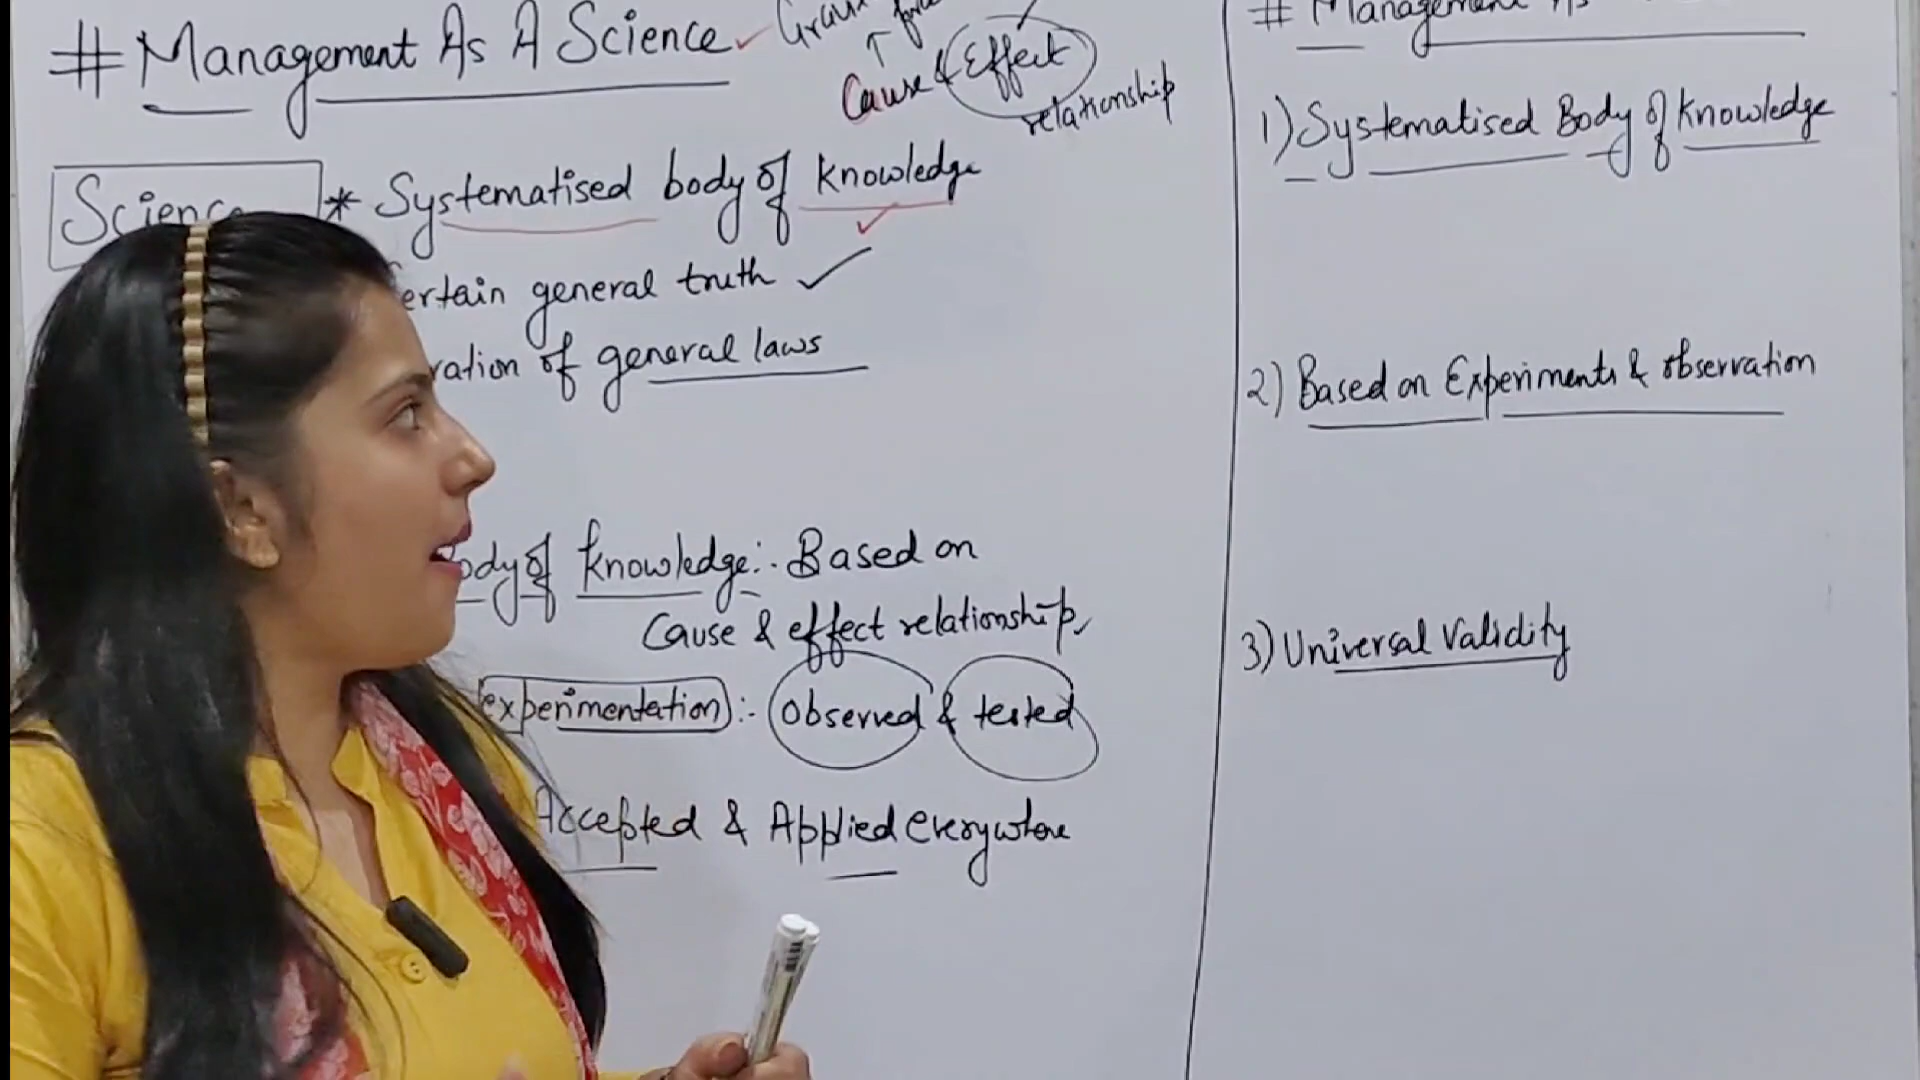 # Management As A Science
Cause & Effect
relationship
Science * Systematised body of knowledge
ertain general truth
ration of general laws
ody of knowledge:- Based on
Cause & effect relationship
experimentation:- Observed & tested
Accepted & Applied everywhere
# Management As
1) Systematised Body of knowledge
2) Based on Experiments & observation
3) Universal Validity